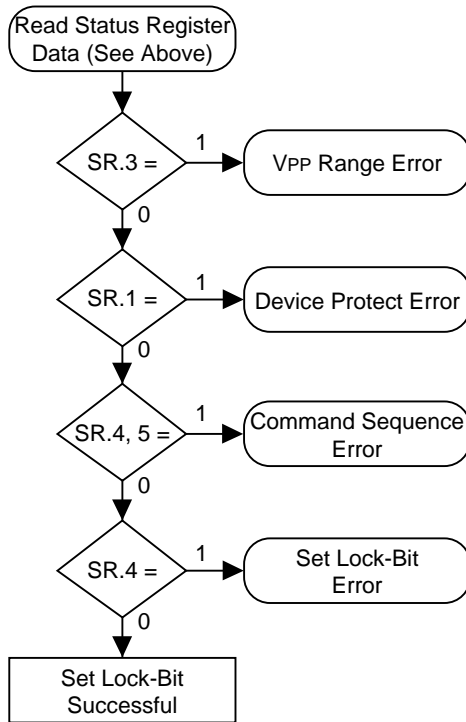 Read Status Register
Data (See Above)
SR.3 =
1
VPP Range Error
0
SR.1 =
1
Device Protect Error
0
SR.4, 5 =
1
Command Sequence
Error
0
SR.4 =
1
Set Lock-Bit
Error
0
Set Lock-Bit
Successful